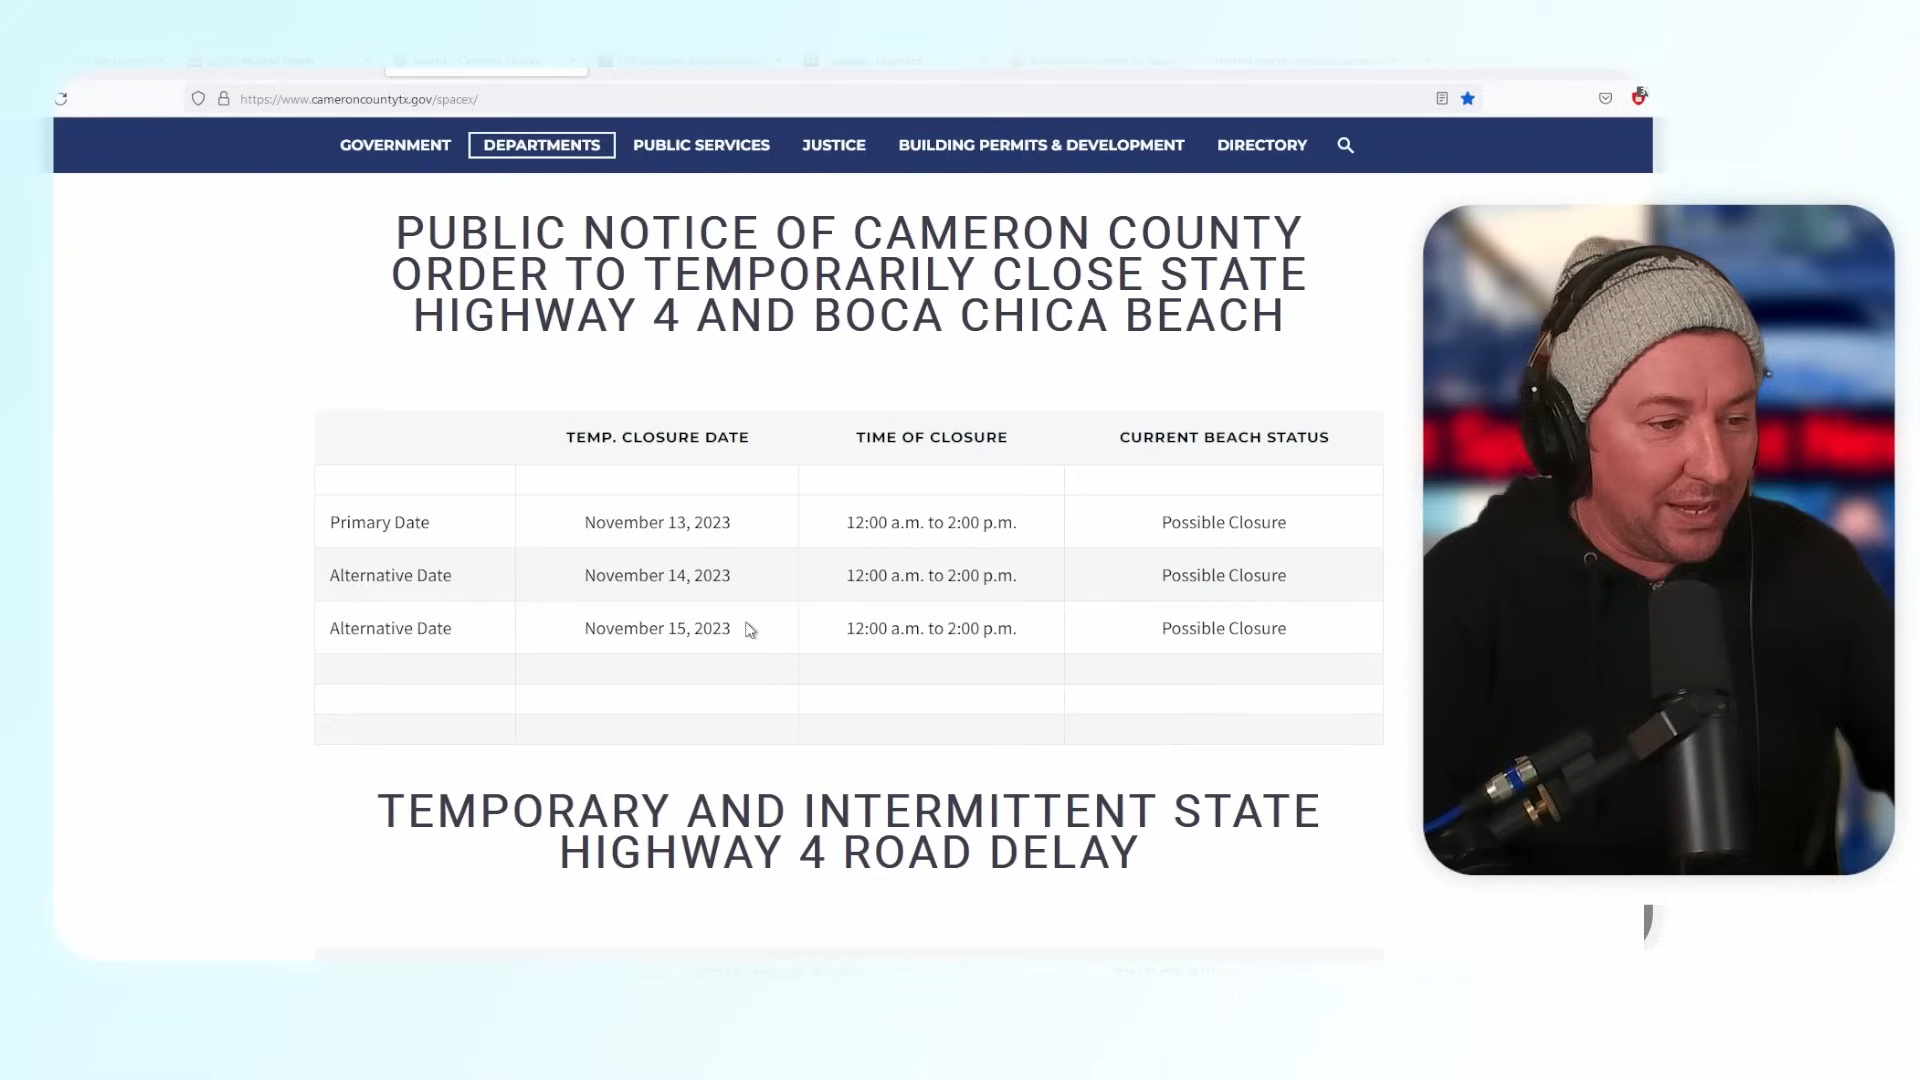 https://www.cameroncountytx.gov/spacex/
GOVERNMENT DEPARTMENTS PUBLIC SERVICES JUSTICE BUILDING PERMITS & DEVELOPMENT DIRECTORY
PUBLIC NOTICE OF CAMERON COUNTY
ORDER TO TEMPORARILY CLOSE STATE
HIGHWAY 4 AND BOCA CHICA BEACH
TEMP. CLOSURE DATE TIME OF CLOSURE CURRENT BEACH STATUS
Primary Date November 13, 2023 12:00 a.m. to 2:00 p.m. Possible Closure
Alternative Date November 14, 2023 12:00 a.m. to 2:00 p.m. Possible Closure
Alternative Date November 15, 2023 12:00 a.m. to 2:00 p.m. Possible Closure
TEMPORARY AND INTERMITTENT STATE
HIGHWAY 4 ROAD DELAY